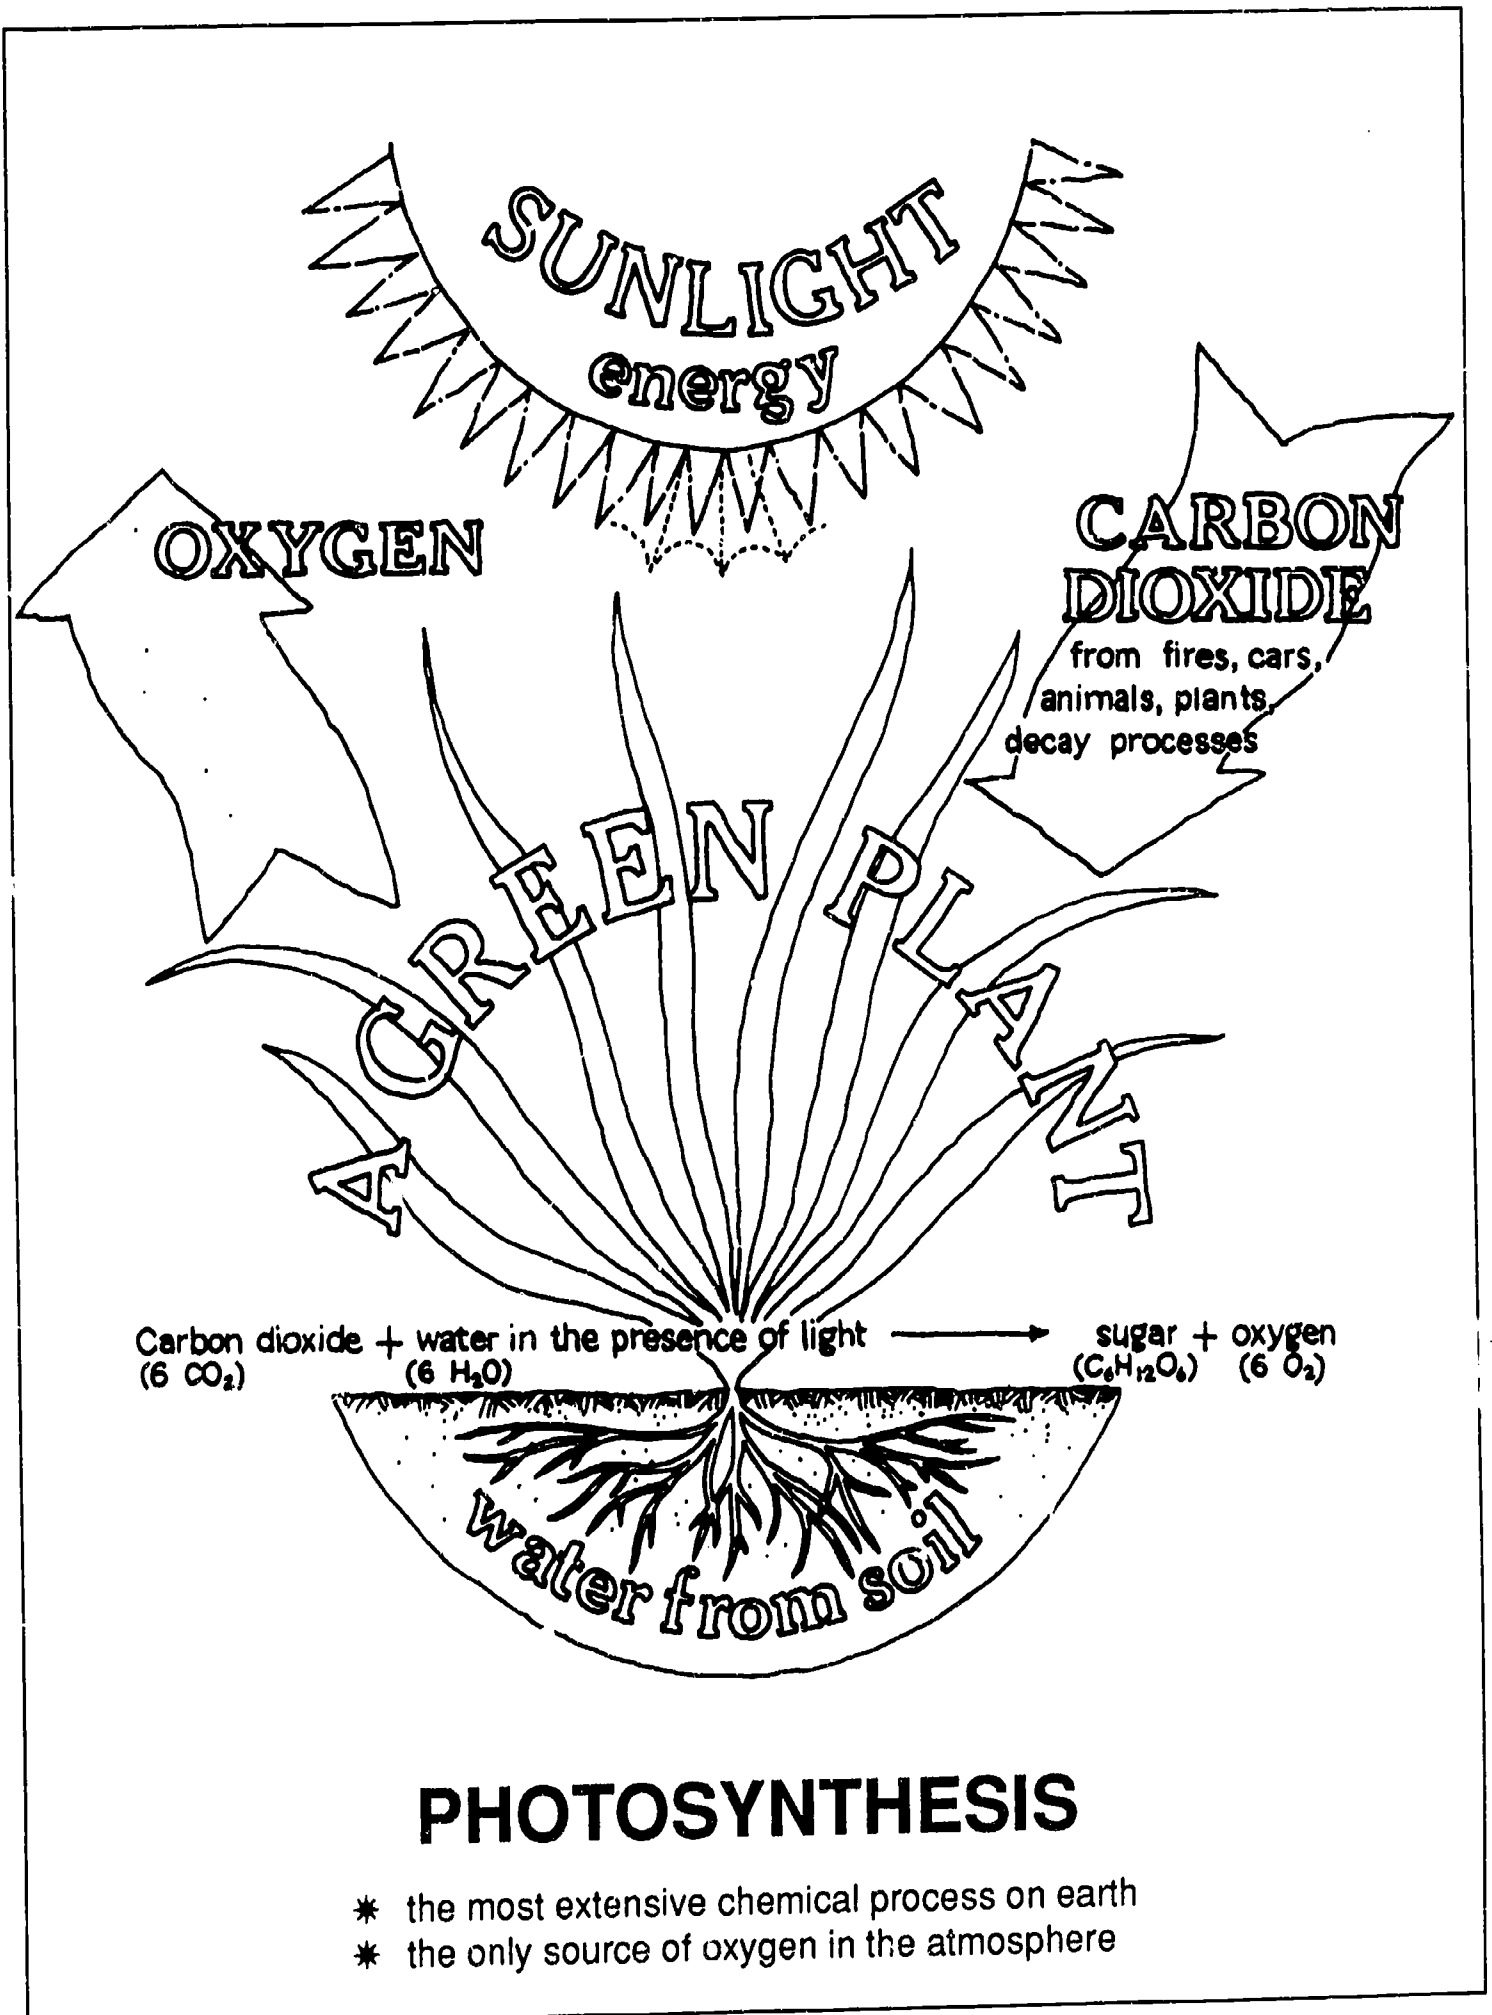 SUNLIGHT
energy
OXYGEN
CARBON
DIOXIDE
from fires, cars,
animals, plants,
decay processes
A GREEN PLANT
Carbon dioxide + water in the presence of light ⟶ sugar + oxygen
(6 CO₂) (6 H₂O) (C₆H₁₂O₆) (6 O₂)
water from soil
PHOTOSYNTHESIS
✷ the most extensive chemical process on earth
✷ the only source of oxygen in the atmosphere